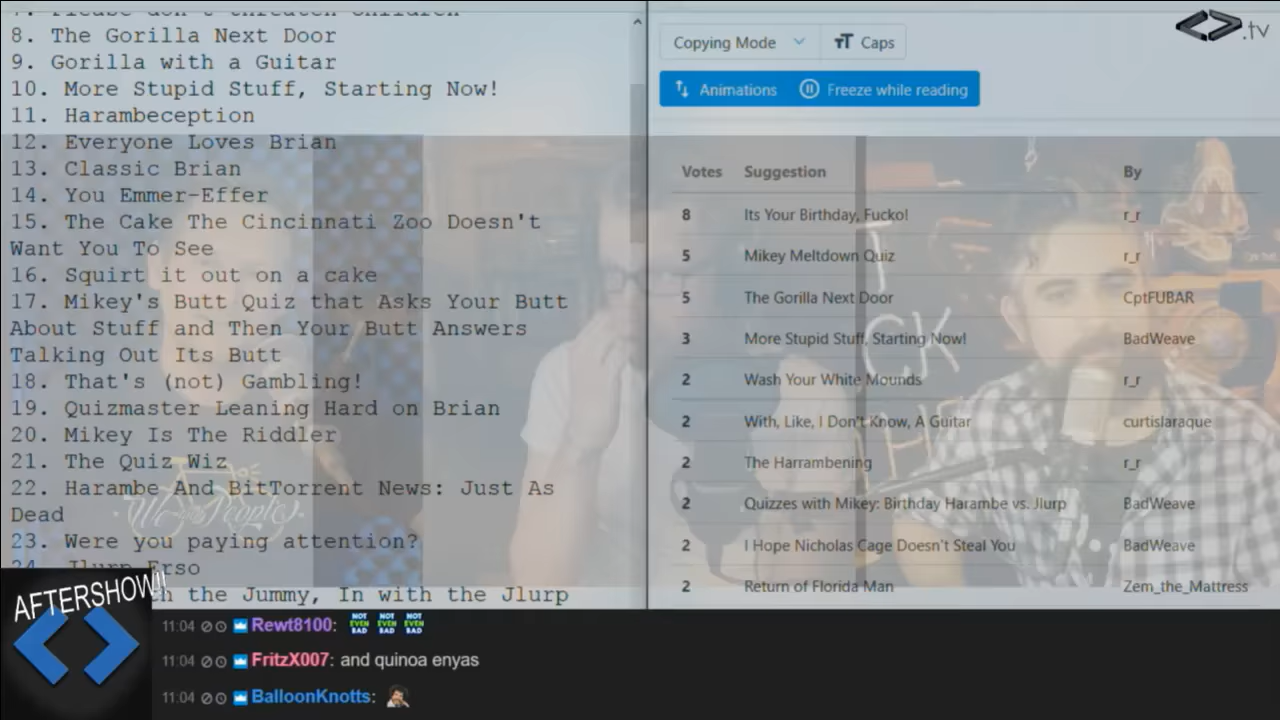 7. Please don't threaten children
8. The Gorilla Next Door
9. Gorilla with a Guitar
10. More Stupid Stuff, Starting Now!
11. Harambeception
12. Everyone Loves Brian
13. Classic Brian
14. You Emmer-Effer
15. The Cake The Cincinnati Zoo Doesn't
Want You To See
16. Squirt it out on a cake
17. Mikey's Butt Quiz that Asks Your Butt
About Stuff and Then Your Butt Answers
Talking Out Its Butt
18. That's (not) Gambling!
19. Quizmaster Leaning Hard on Brian
20. Mikey Is The Riddler
21. The Quiz Wiz
22. Harambe And BitTorrent News: Just As
Dead
23. Were you paying attention?
24. Jlurp Erso
the Jummy, In with the Jlurp
We the People
Copying Mode
Caps
Animations
Freeze while reading
.tv
Votes Suggestion By
8 Its Your Birthday, Fucko! r_r
5 Mikey Meltdown Quiz r_r
5 The Gorilla Next Door CptFUBAR
3 More Stupid Stuff, Starting Now! BadWeave
2 Wash Your White Mounds r_r
2 With, Like, I Don't Know, A Guitar curtislaraque
2 The Harrambening r_r
2 Quizzes with Mikey: Birthday Harambe vs. Jlurp BadWeave
2 I Hope Nicholas Cage Doesn't Steal You BadWeave
2 Return of Florida Man Zem_the_Mattress
AFTERSHOW!!
11:04 Rewt8100: NOT EVEN BAD NOT EVEN BAD NOT EVEN BAD
11:04 FritzX007: and quinoa enyas
11:04 BalloonKnotts: